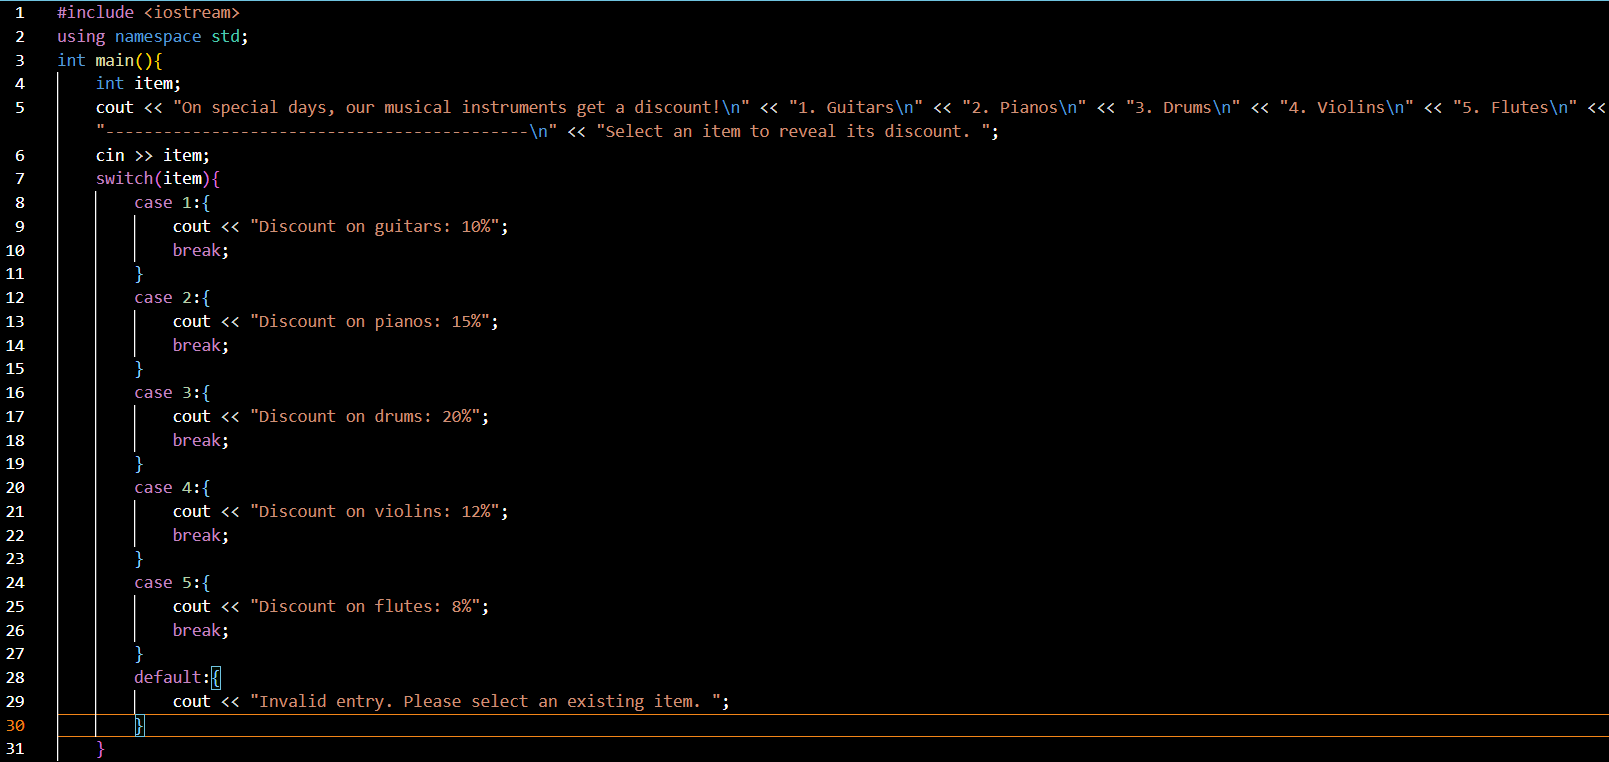 1 #include <iostream>
2 using namespace std;
3 int main(){
4     int item;
5     cout << "On special days, our musical instruments get a discount!\n" << "1. Guitars\n" << "2. Pianos\n" << "3. Drums\n" << "4. Violins\n" << "5. Flutes\n" <<
    "--------------------------------------------\n" << "Select an item to reveal its discount. ";
6     cin >> item;
7     switch(item){
8         case 1:{
9             cout << "Discount on guitars: 10%";
10             break;
11         }
12         case 2:{
13             cout << "Discount on pianos: 15%";
14             break;
15         }
16         case 3:{
17             cout << "Discount on drums: 20%";
18             break;
19         }
20         case 4:{
21             cout << "Discount on violins: 12%";
22             break;
23         }
24         case 5:{
25             cout << "Discount on flutes: 8%";
26             break;
27         }
28         default:{
29             cout << "Invalid entry. Please select an existing item. ";
30         }
31     }